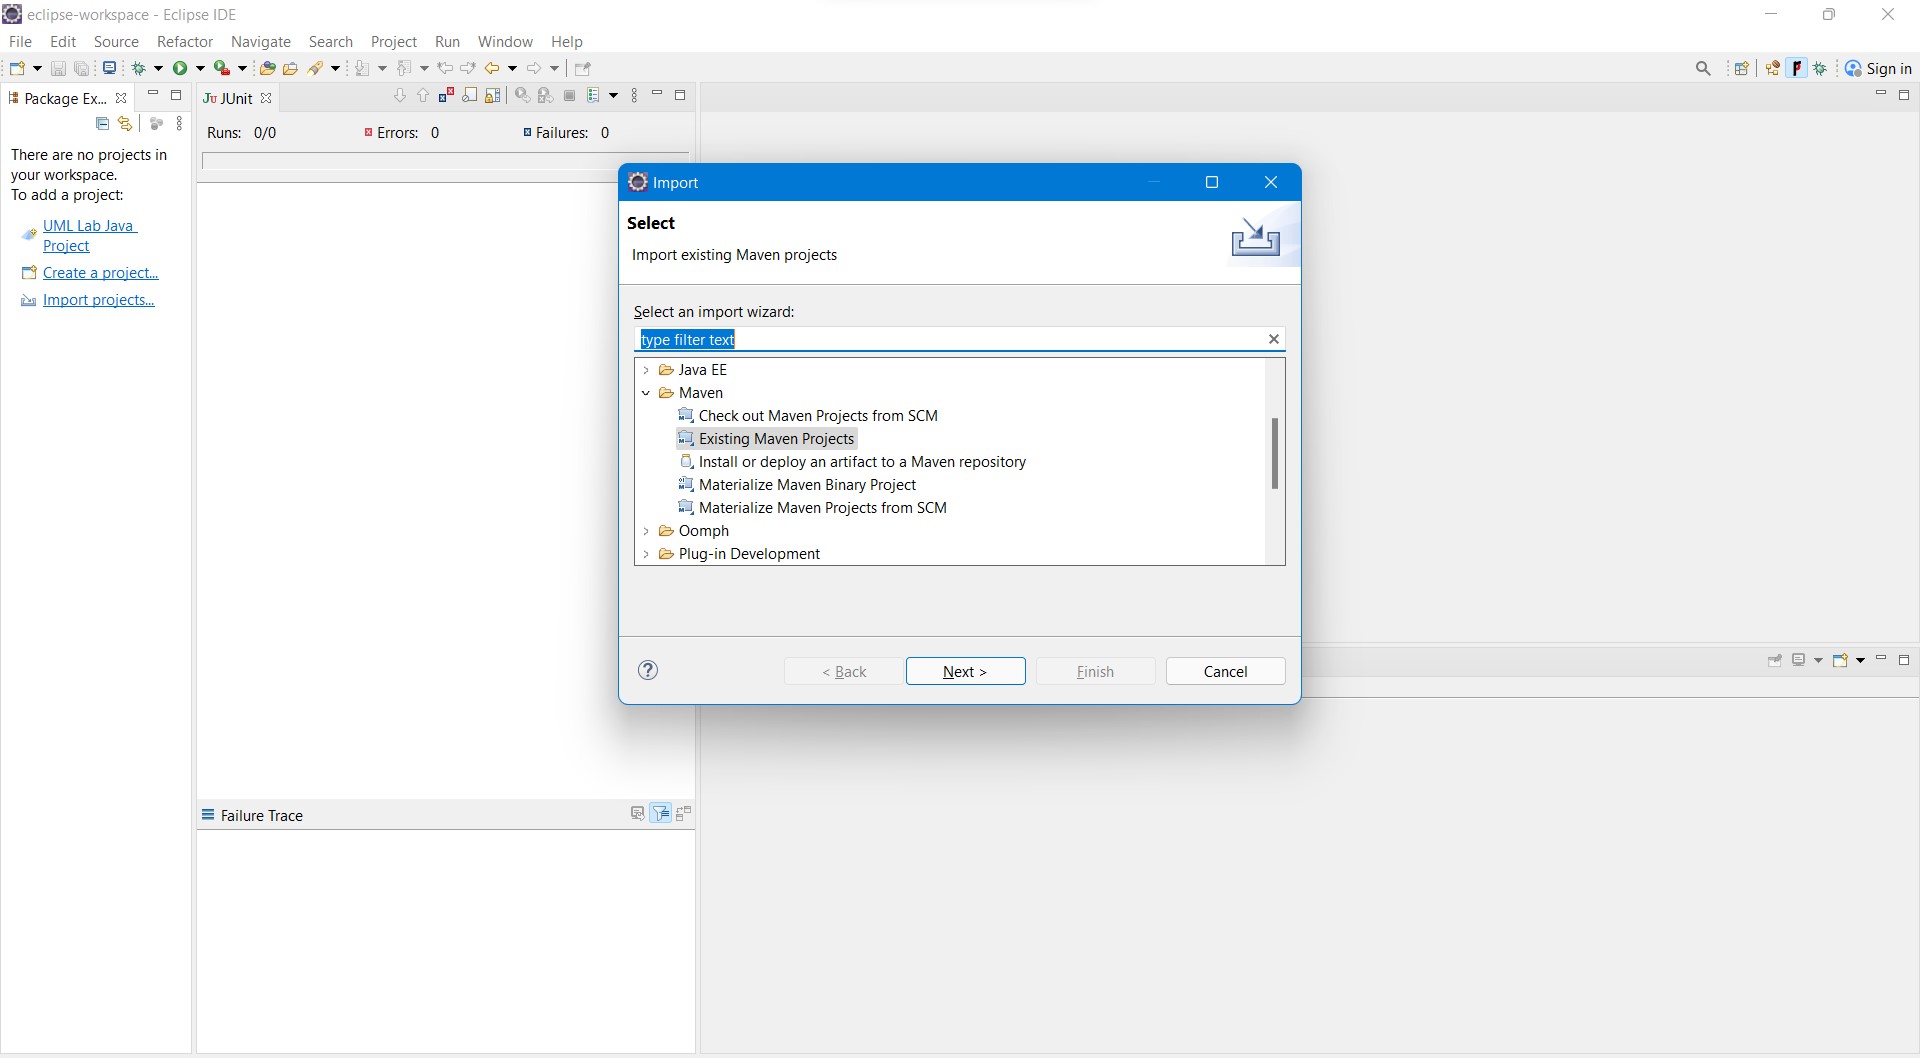 eclipse-workspace - Eclipse IDE
File Edit Source Refactor Navigate Search Project Run Window Help
Sign in
Package Ex...
There are no projects in
your workspace.
To add a project:
UML Lab Java
Project
Create a project...
Import projects...
JUnit
Runs: 0/0 Errors: 0 Failures: 0
Failure Trace
Import
Select
Import existing Maven projects
Select an import wizard:
type filter text
Java EE
Maven
Check out Maven Projects from SCM
Existing Maven Projects
Install or deploy an artifact to a Maven repository
Materialize Maven Binary Project
Materialize Maven Projects from SCM
Oomph
Plug-in Development
< Back Next > Finish Cancel